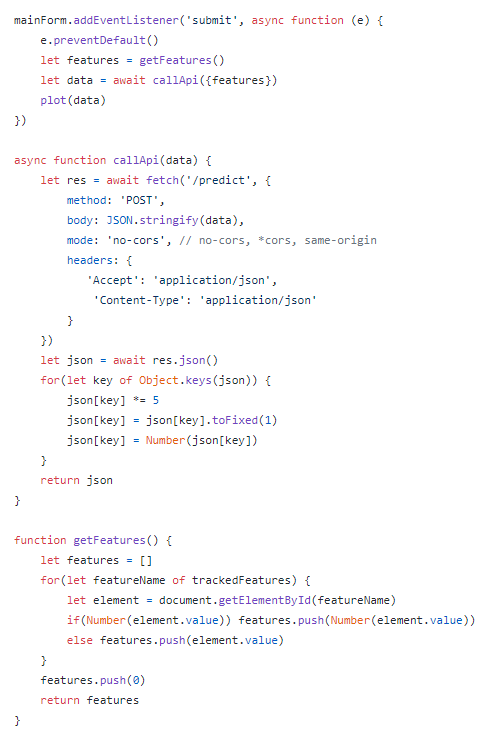 mainForm.addEventListener('submit', async function (e) {
    e.preventDefault()
    let features = getFeatures()
    let data = await callApi({features})
    plot(data)
})

async function callApi(data) {
    let res = await fetch('/predict', {
        method: 'POST',
        body: JSON.stringify(data),
        mode: 'no-cors', // no-cors, *cors, same-origin
        headers: {
           'Accept': 'application/json',
            'Content-Type': 'application/json'
        }
    })
    let json = await res.json()
    for(let key of Object.keys(json)) {
        json[key] *= 5
        json[key] = json[key].toFixed(1)
        json[key] = Number(json[key])
    }
    return json
}

function getFeatures() {
    let features = []
    for(let featureName of trackedFeatures) {
        let element = document.getElementById(featureName)
        if(Number(element.value)) features.push(Number(element.value))
        else features.push(element.value)
    }
    features.push(0)
    return features
}